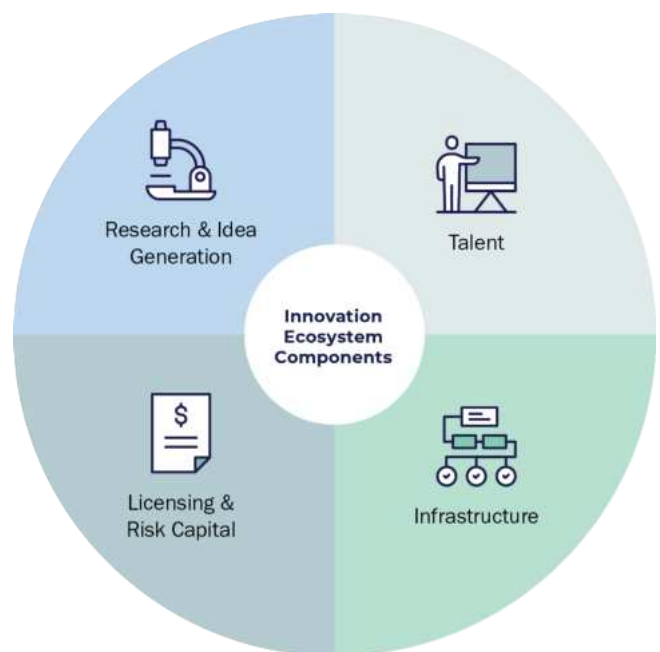 Research & Idea
Generation
Talent
Innovation
Ecosystem
Components
$
Licensing &
Risk Capital
Infrastructure